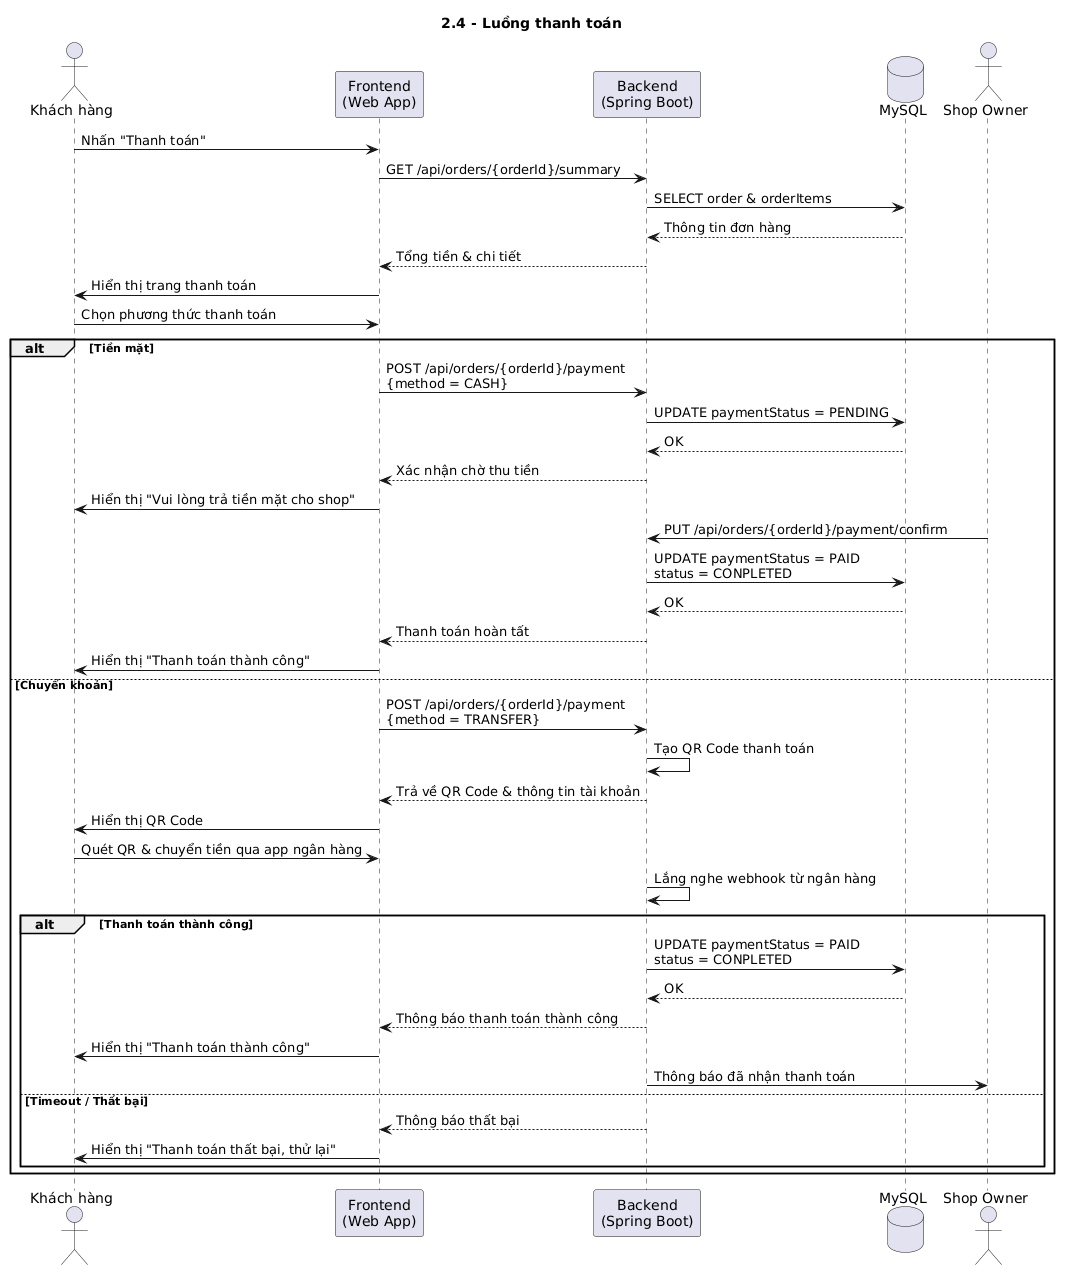 2.4 - Luồng thanh toán
Khách hàng
Frontend
(Web App)
Backend
(Spring Boot)
MySQL
Shop Owner
Nhấn "Thanh toán"
GET /api/orders/{orderId}/summary
SELECT order & orderItems
Thông tin đơn hàng
Tổng tiền & chi tiết
Hiển thị trang thanh toán
Chọn phương thức thanh toán
alt
[Tiền mặt]
POST /api/orders/{orderId}/payment
{method = CASH}
UPDATE paymentStatus = PENDING
OK
Xác nhận chờ thu tiền
Hiển thị "Vui lòng trả tiền mặt cho shop"
PUT /api/orders/{orderId}/payment/confirm
UPDATE paymentStatus = PAID
status = CONPLETED
OK
Thanh toán hoàn tất
Hiển thị "Thanh toán thành công"
[Chuyển khoản]
POST /api/orders/{orderId}/payment
{method = TRANSFER}
Tạo QR Code thanh toán
Trả về QR Code & thông tin tài khoản
Hiển thị QR Code
Quét QR & chuyển tiền qua app ngân hàng
Lắng nghe webhook từ ngân hàng
alt
[Thanh toán thành công]
UPDATE paymentStatus = PAID
status = CONPLETED
OK
Thông báo thanh toán thành công
Hiển thị "Thanh toán thành công"
Thông báo đã nhận thanh toán
[Timeout / Thất bại]
Thông báo thất bại
Hiển thị "Thanh toán thất bại, thử lại"
Khách hàng
Frontend
(Web App)
Backend
(Spring Boot)
MySQL
Shop Owner